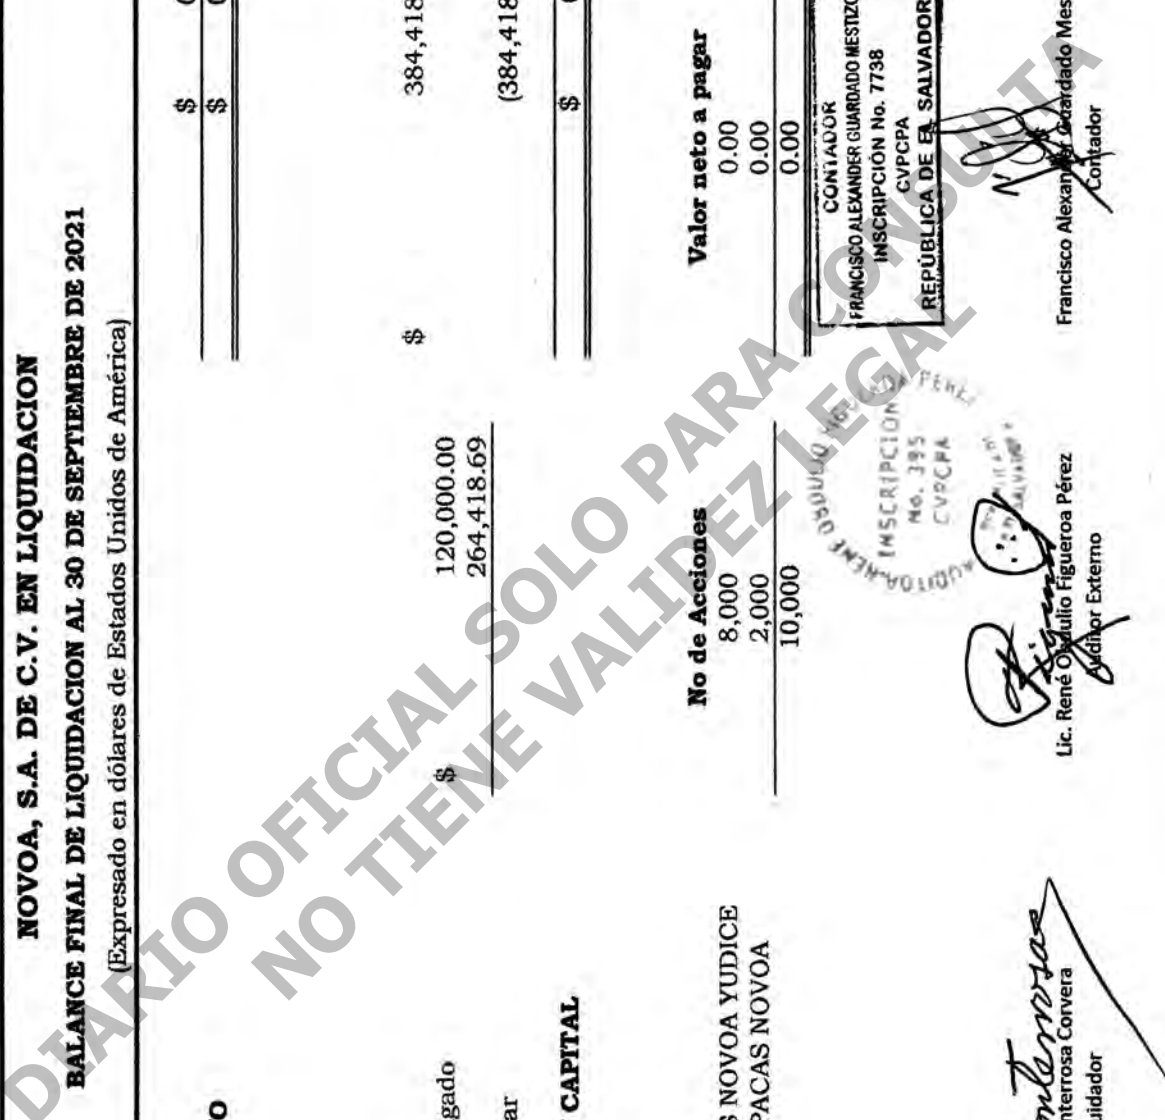 NOVOA, S.A. DE C.V. EN LIQUIDACION
BALANCE FINAL DE LIQUIDACION AL 30 DE SEPTIEMBRE DE 2021
(Expresado en dólares de Estados Unidos de América)
O $
$
$ 384,418
gado $ 120,000.00
ar 264,418.69 (384,418
CAPITAL $
No de Acciones Valor neto a pagar
S NOVOA YUDICE 8,000 0.00
PACAS NOVOA 2,000 0.00
10,000 0.00
CONTADOR
FRANCISCO ALEXANDER GUARDADO MESTIZO
INSCRIPCIÓN No. 7738
CVPCPA
REPÚBLICA DE EL SALVADOR
INSCRIPCION
No. 395
CVPCPA
nterrosa Corvera
uidador
Lic. René Obdulio Figueroa Pérez
Auditor Externo
Francisco Alexander Guardado Mes
Contador
DIARIO OFICIAL SOLO PARA CONSULTA
NO TIENE VALIDEZ LEGAL